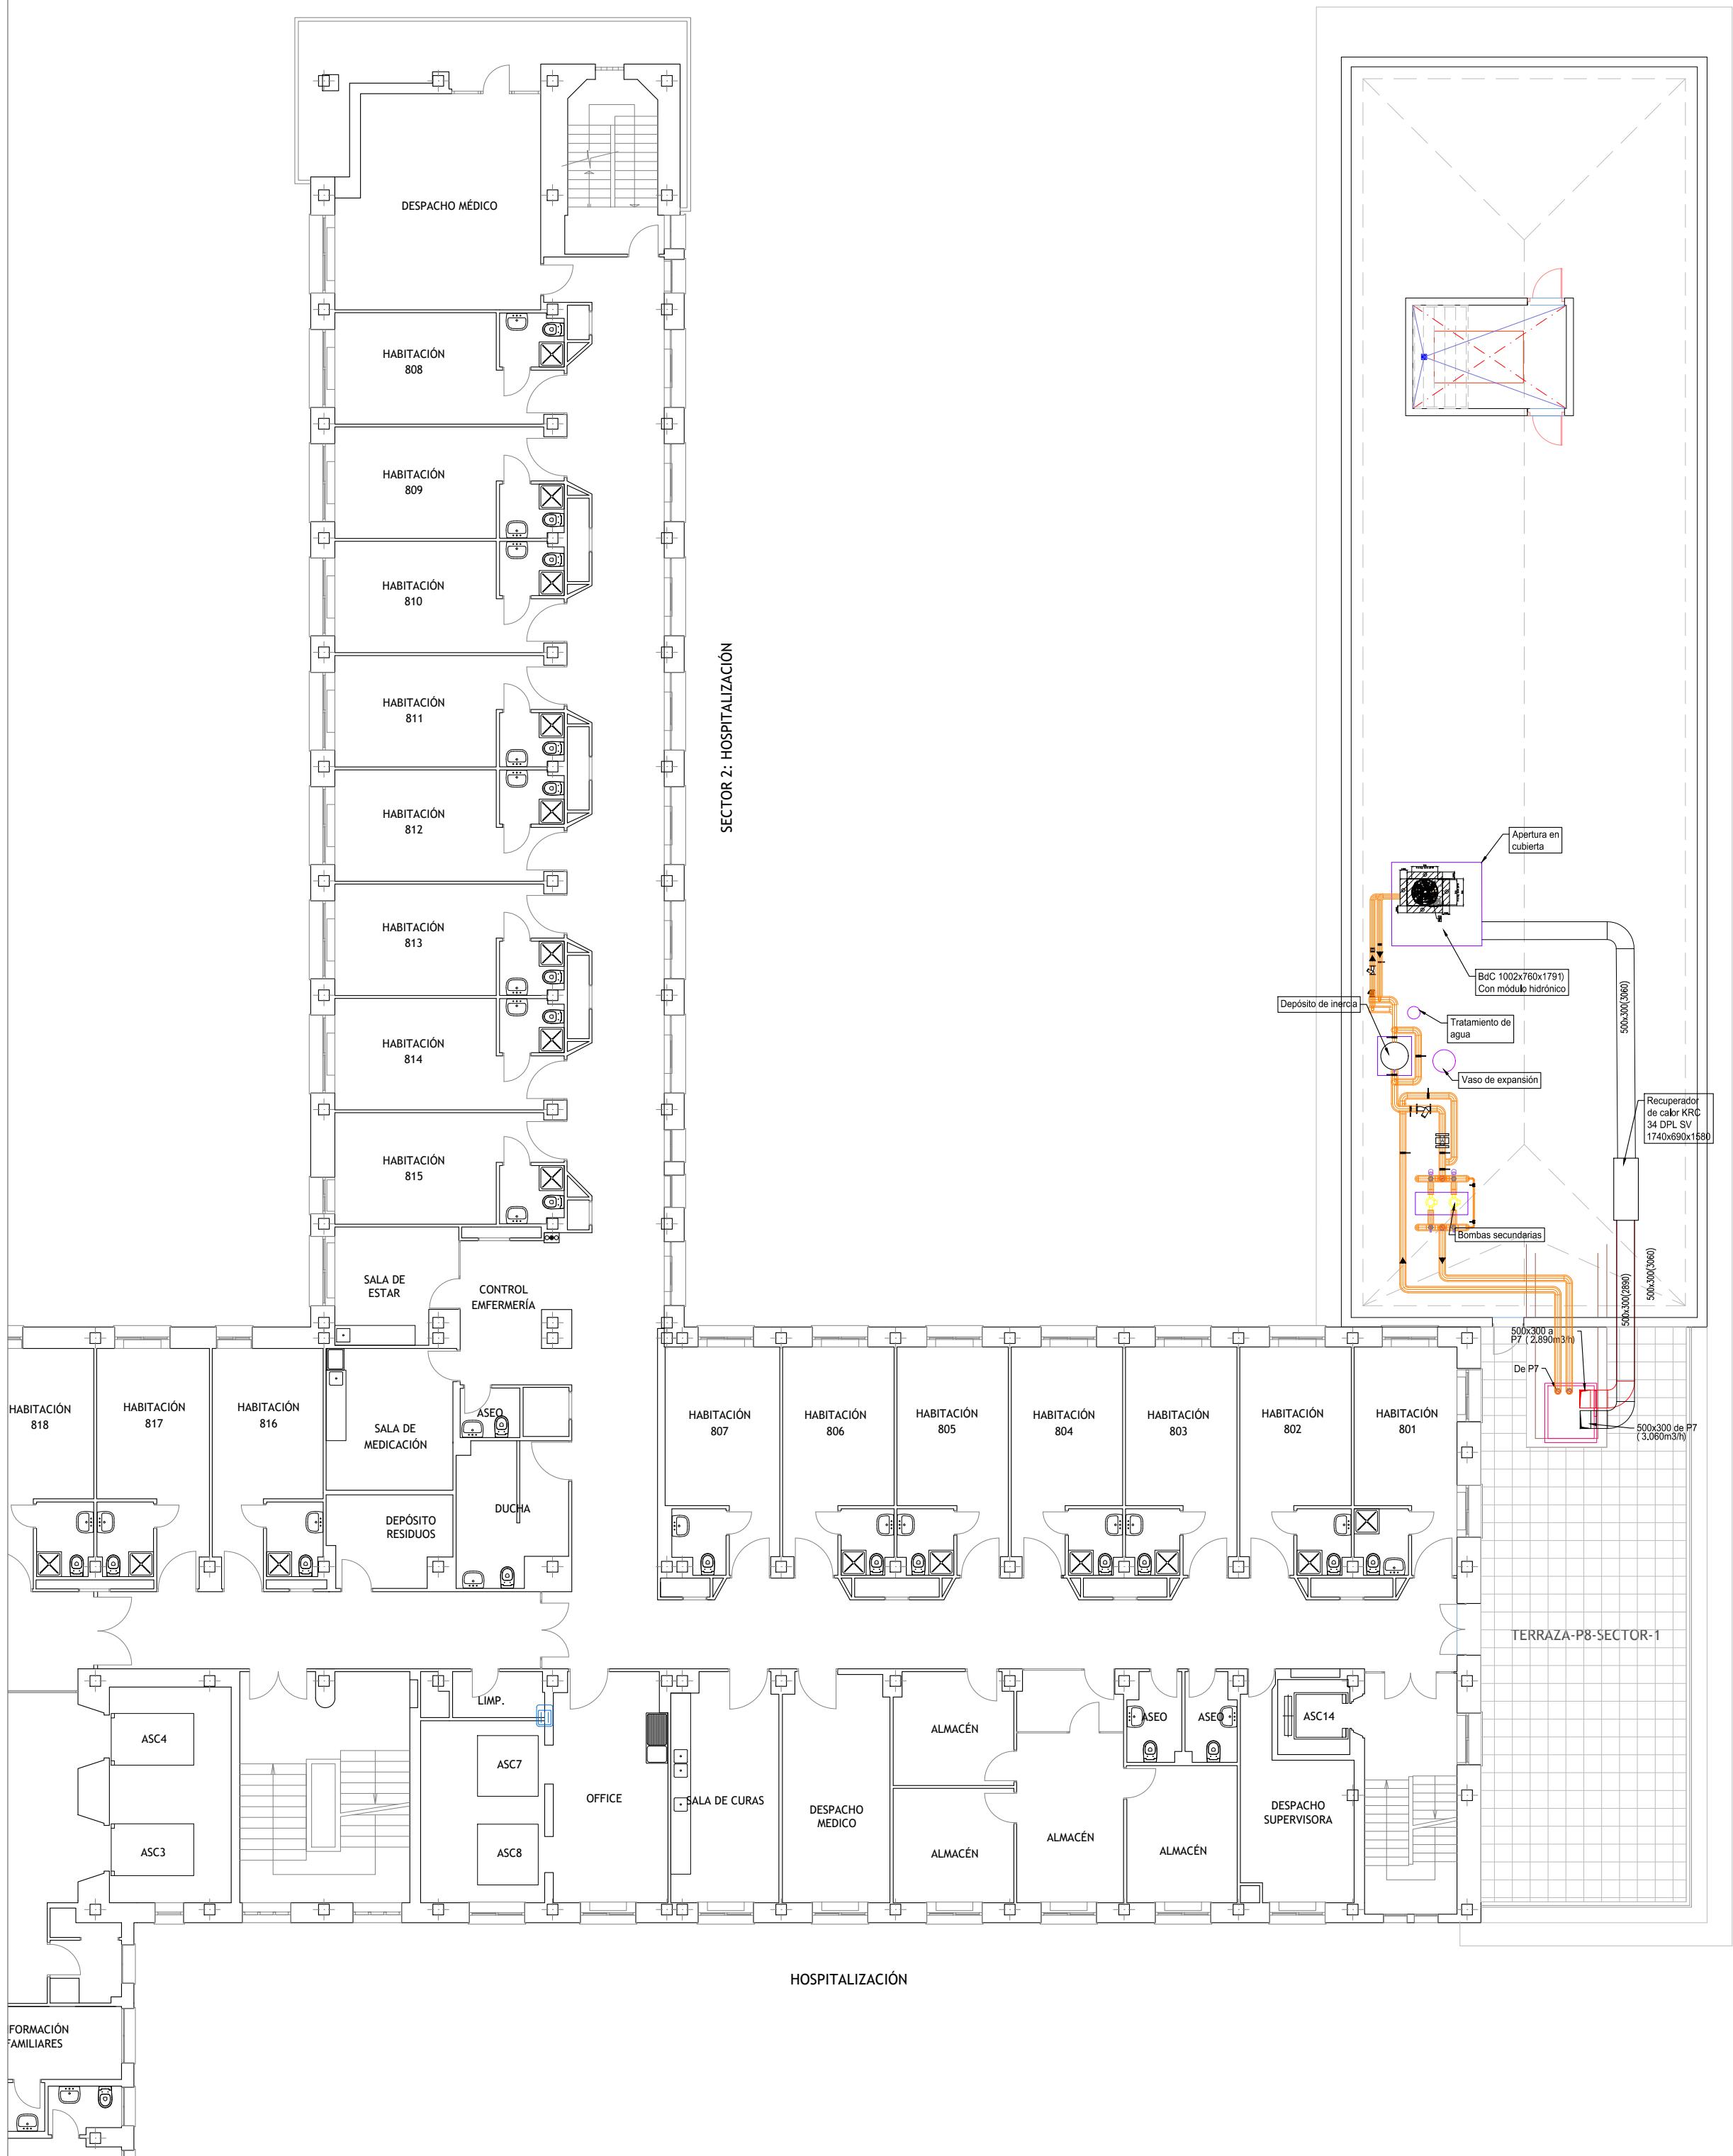 DESPACHO MÉDICO
HABITACIÓN
808
HABITACIÓN
809
HABITACIÓN
810
HABITACIÓN
811
HABITACIÓN
812
HABITACIÓN
813
HABITACIÓN
814
HABITACIÓN
815
SECTOR 2: HOSPITALIZACIÓN
SALA DE
ESTAR
CONTROL
EMFERMERÍA
Apertura en
cubierta
BdC 1002x760x1791)
Con módulo hidrónico
Depósito de inercia
Tratamiento de
agua
Vaso de expansión
500x300(3060)
Recuperador
de calor KRC
34 DPL SV
1740x690x1580
Bombas secundarias
500x300(2890)
500x300(3060)
500x300 a
P7 ( 2.890m3/h)
De P7
500x300 de P7
( 3.060m3/h)
HABITACIÓN
818
HABITACIÓN
817
HABITACIÓN
816
SALA DE
MEDICACIÓN
ASEO
DUCHA
DEPÓSITO
RESIDUOS
HABITACIÓN
807
HABITACIÓN
806
HABITACIÓN
805
HABITACIÓN
804
HABITACIÓN
803
HABITACIÓN
802
HABITACIÓN
801
TERRAZA-P8-SECTOR-1
ASC4
ASC3
LIMP.
ASC7
ASC8
OFFICE
SALA DE CURAS
DESPACHO
MEDICO
ALMACÉN
ALMACÉN
ALMACÉN
ASEO
ASEO
ALMACÉN
ASC14
DESPACHO
SUPERVISORA
HOSPITALIZACIÓN
FORMACIÓN
FAMILIARES